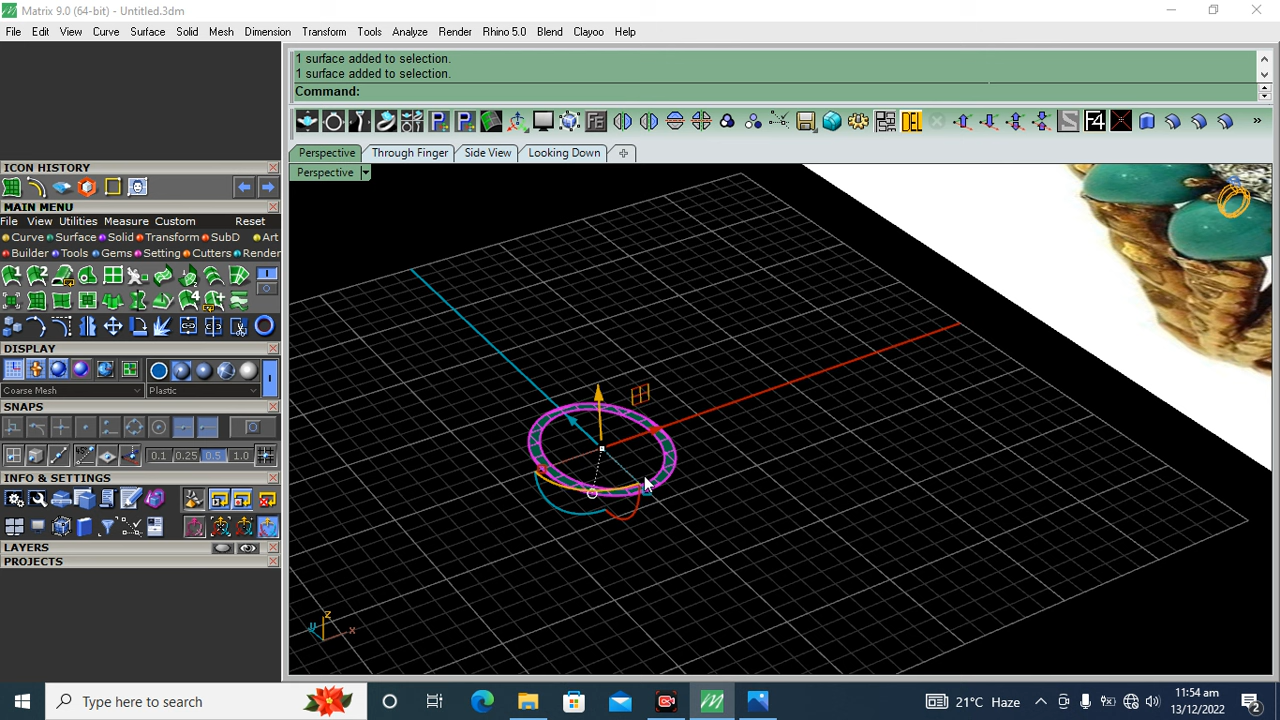 Matrix 9.0 (64-bit) - Untitled.3dm
File Edit View Curve Surface Solid Mesh Dimension Transform Tools Analyze Render Rhino 5.0 Blend Clayoo Help
1 surface added to selection.
1 surface added to selection.
Command:
Perspective Through Finger Side View Looking Down
Perspective
ICON HISTORY
MAIN MENU
File View Utilities Measure Custom Reset
Curve Surface Solid Transform SubD Art
Builder Tools Gems Setting Cutters Render
DISPLAY
Coarse Mesh Plastic
SNAPS
0.1 0.25 0.5 1.0
INFO & SETTINGS
LAYERS
PROJECTS
z
y x
Type here to search
21°C Haze
11:54 am
13/12/2022
2